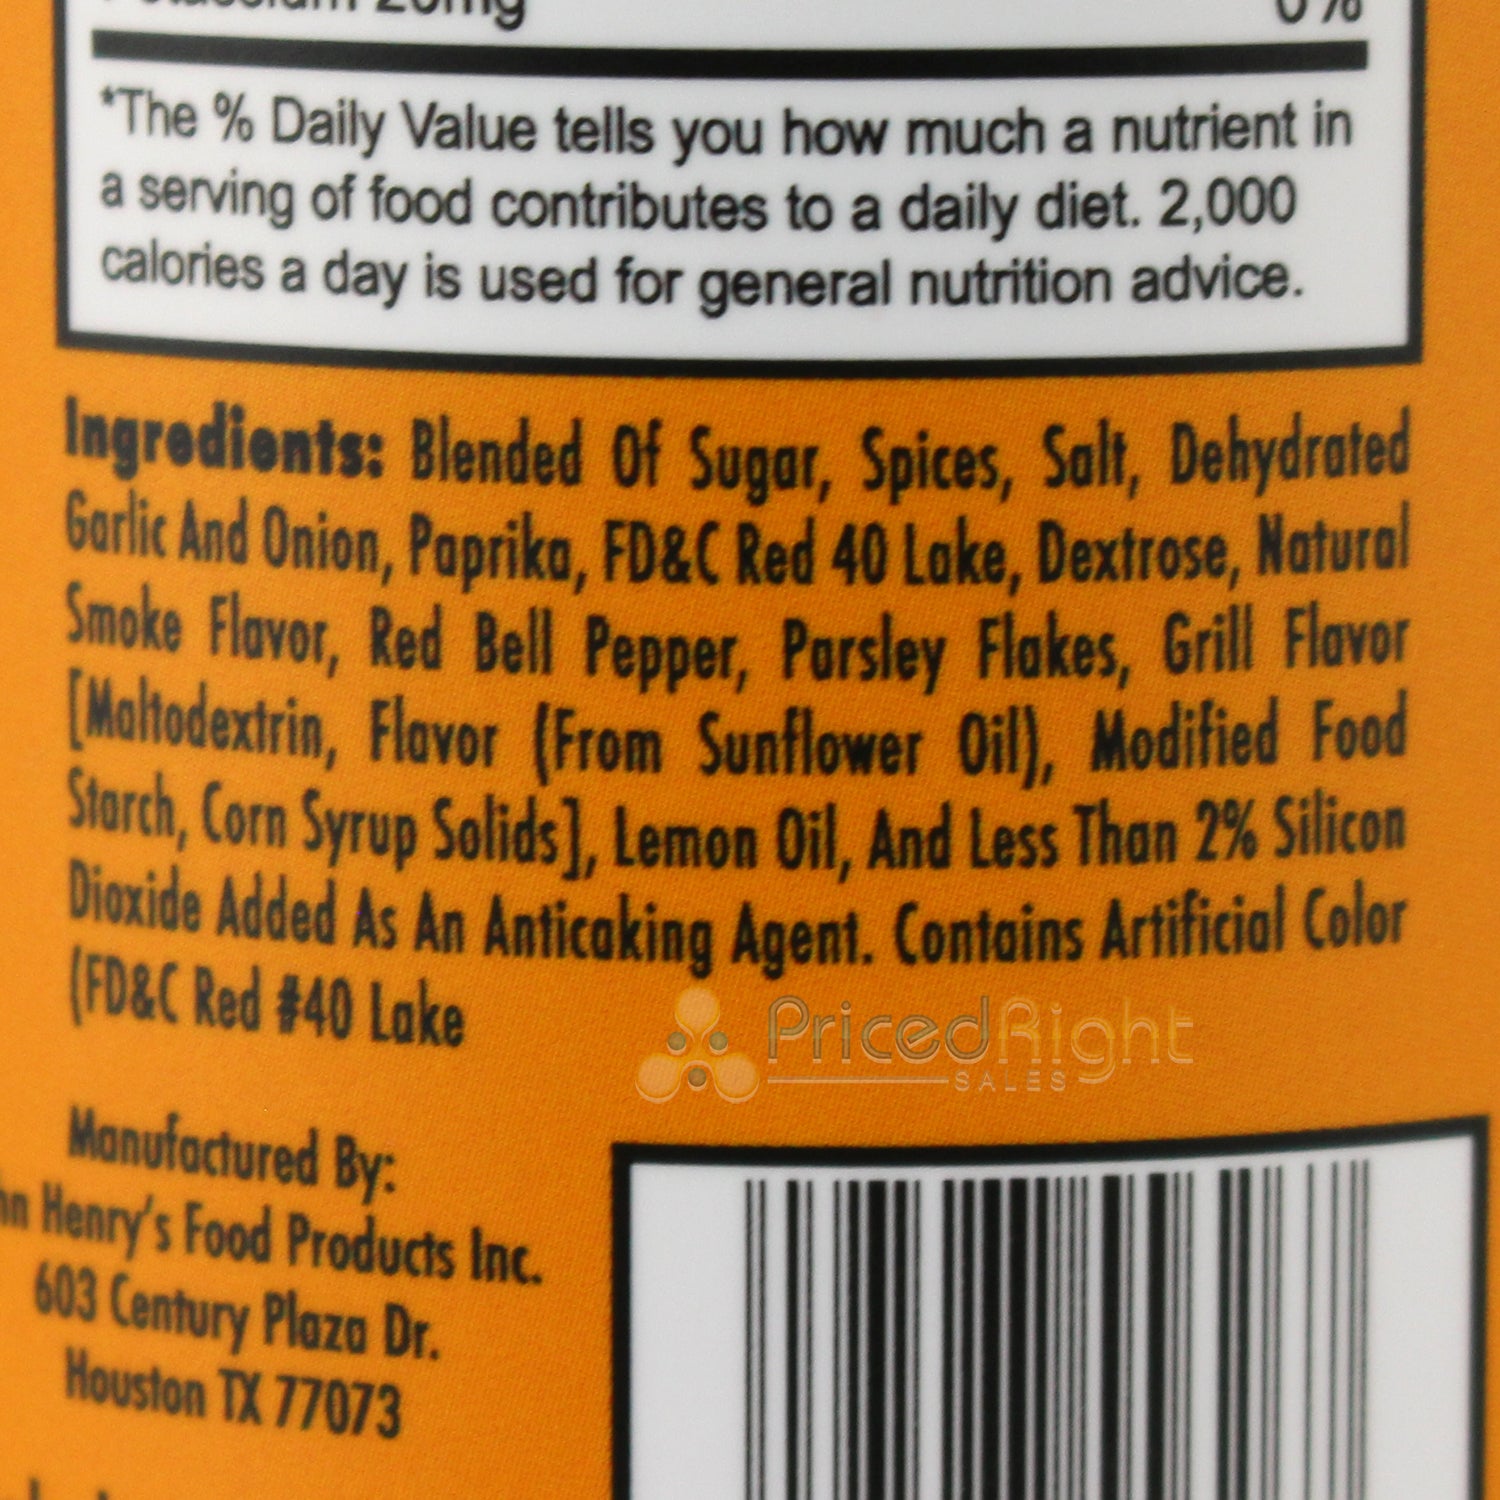 Potassium 20mg 0%
*The % Daily Value tells you how much a nutrient in
a serving of food contributes to a daily diet. 2,000
calories a day is used for general nutrition advice.
Ingredients: Blended Of Sugar, Spices, Salt, Dehydrated
Garlic And Onion, Paprika, FD&C Red 40 Lake, Dextrose, Natural
Smoke Flavor, Red Bell Pepper, Parsley Flakes, Grill Flavor
[Maltodextrin, Flavor (From Sunflower Oil), Modified Food
Starch, Corn Syrup Solids], Lemon Oil, And Less Than 2% Silicon
Dioxide Added As An Anticaking Agent. Contains Artificial Color
(FD&C Red #40 Lake
PricedRight
SALES
Manufactured By:
Henry's Food Products Inc.
603 Century Plaza Dr.
Houston TX 77073